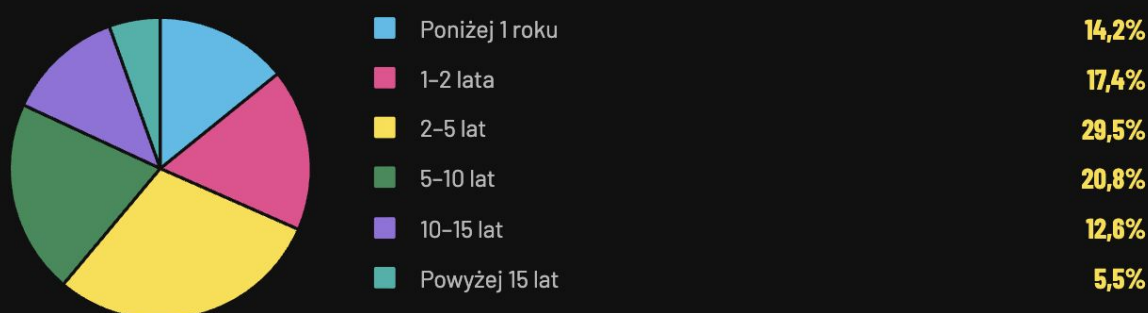 Poniżej 1 roku 14,2%
1–2 lata 17,4%
2–5 lat 29,5%
5–10 lat 20,8%
10–15 lat 12,6%
Powyżej 15 lat 5,5%